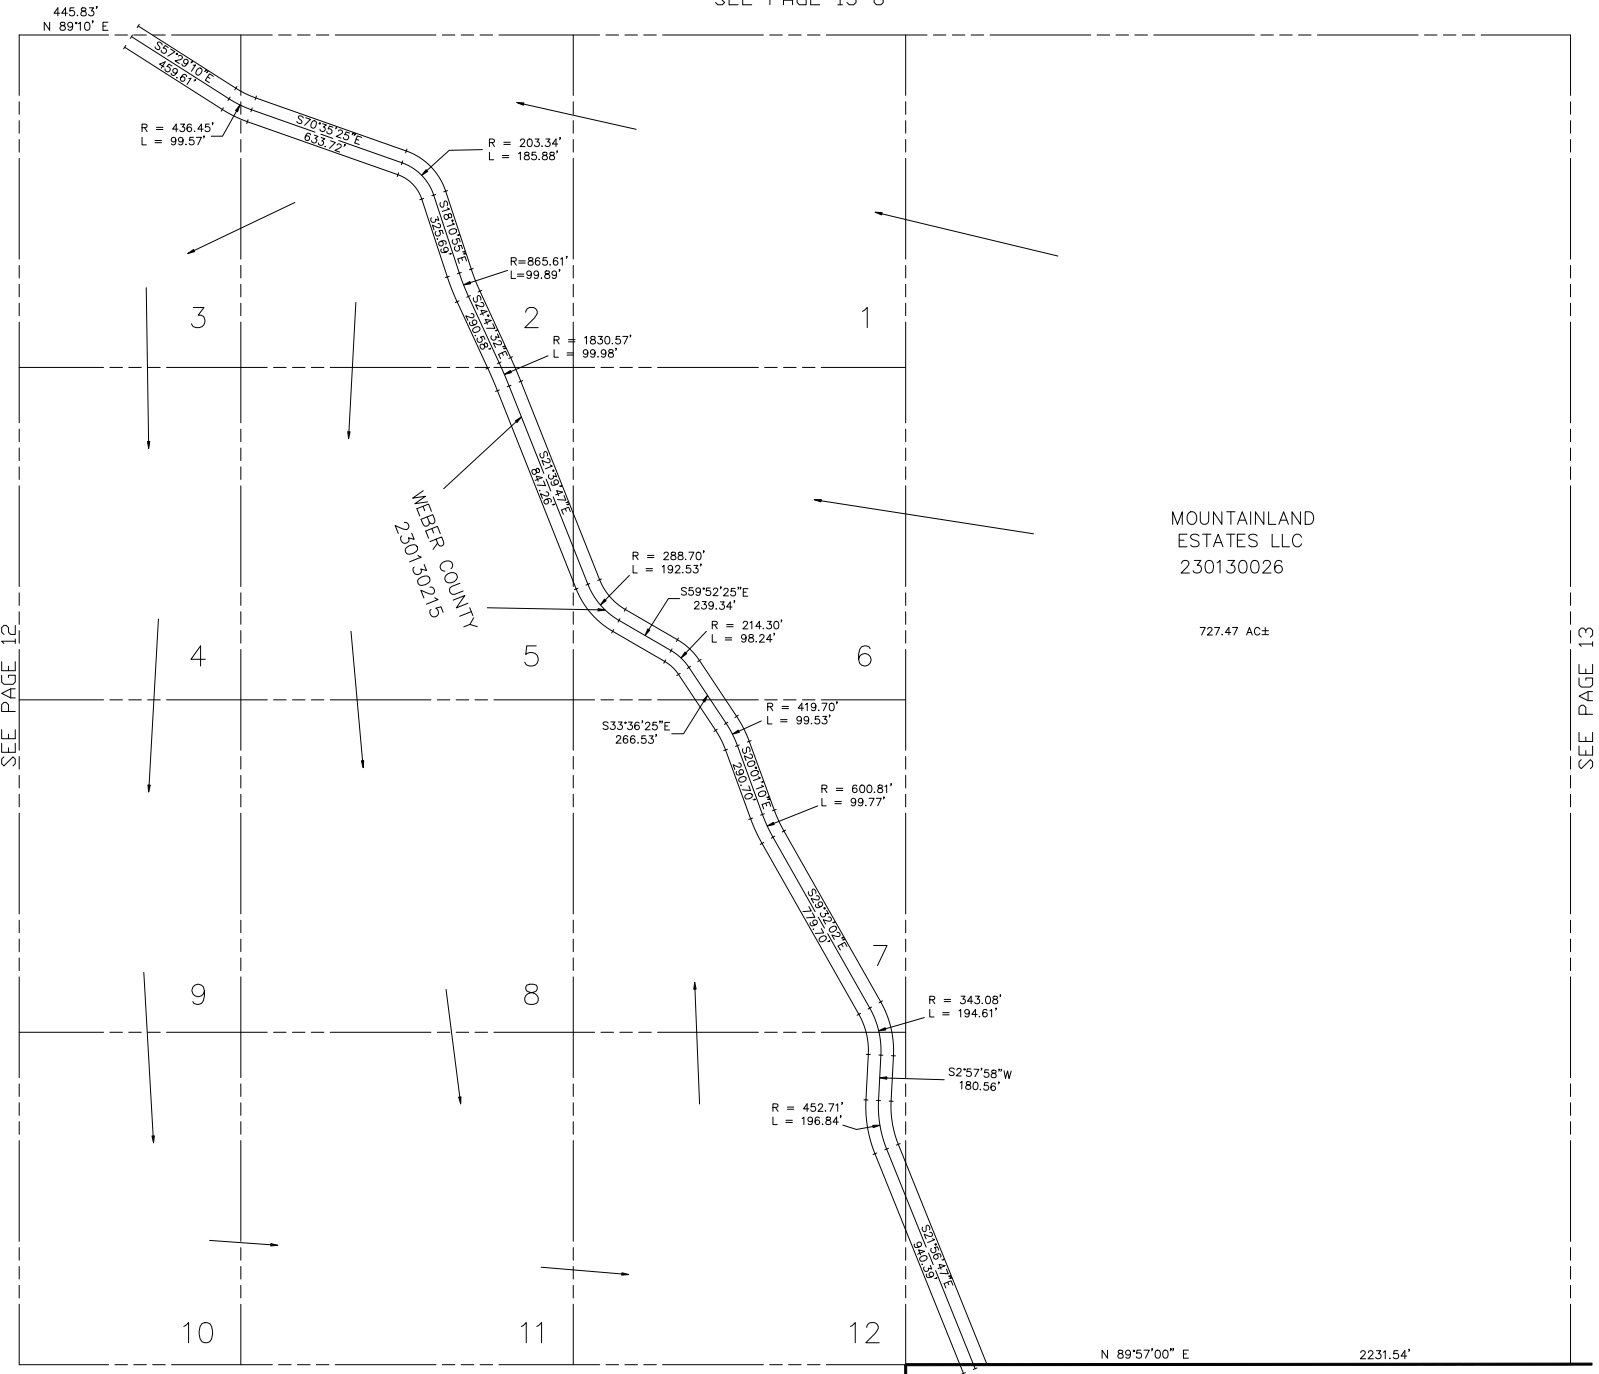 445.83'
N 89°10' E
S57°29'10"E
459.61'
R = 436.45'
L = 99.57'
S70°35'25"E
633.72'
R = 203.34'
L = 185.88'
S18°10'55"E
325.69'
R=865.61'
L=99.89'
S24°47'32"E
290.58'
3
2
1
R = 1830.57'
L = 99.98'
S21°39'47"E
847.26'
WEBER COUNTY
230130215
MOUNTAINLAND
ESTATES LLC
230130026
727.47 AC±
R = 288.70'
L = 192.53'
S59°52'25"E
239.34'
R = 214.30'
L = 98.24'
SEE PAGE 12
4
5
6
SEE PAGE 13
S33°36'25"E
266.53'
R = 419.70'
L = 99.53'
S20°01'10"E
290.70'
R = 600.81'
L = 99.77'
S29°32'02"E
779.70'
7
9
8
R = 343.08'
L = 194.61'
S2°57'58"W
180.56'
R = 452.71'
L = 196.84'
S21°56'47"E
940.39'
10
11
12
N 89°57'00" E
2231.54'